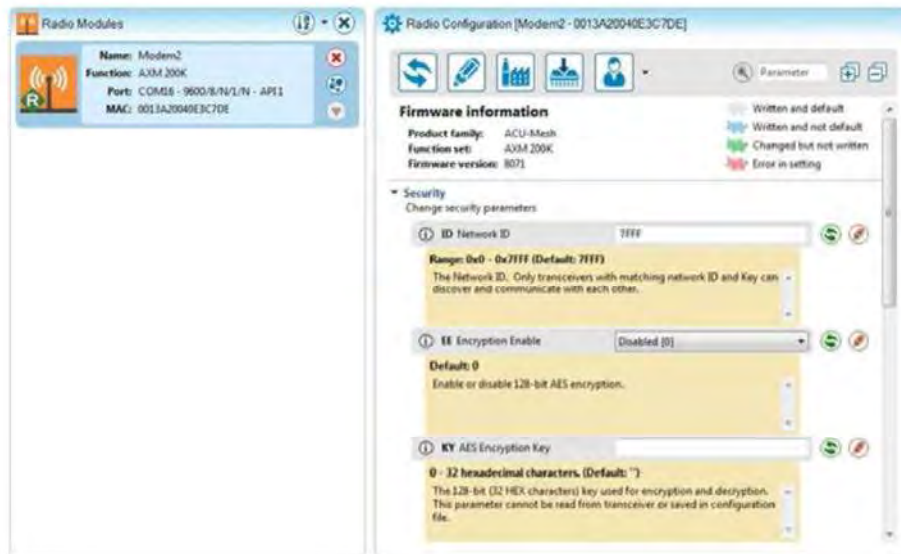 Radio Modules
Name: Modem2
Function: AXM 200K
Port: COM16 - 9600/8/N/1/N - API 1
MAC: 0013A20040E3C7DE
Radio Configuration [Modem2 - 0013A20040E3C7DE]
Parameter
Firmware information
Product family: ACU-Mesh
Function set: AXM 200K
Firmware version: 8071
Written and default
Written and not default
Changed but not written
Error in setting
Security
Change security parameters
ID Network ID
7FFF
Range: 0x0 - 0x7FFF (Default: 7FFF)
The Network ID. Only transceivers with matching network ID and Key can
discover and communicate with each other.
EE Encryption Enable
Disabled [0]
Default: 0
Enable or disable 128-bit AES encryption.
KY AES Encryption Key
0 - 32 hexadecimal characters. (Default: '')
The 128-bit (32 HEX characters) key used for encryption and decryption.
This parameter cannot be read from transceiver or saved in configuration
file.